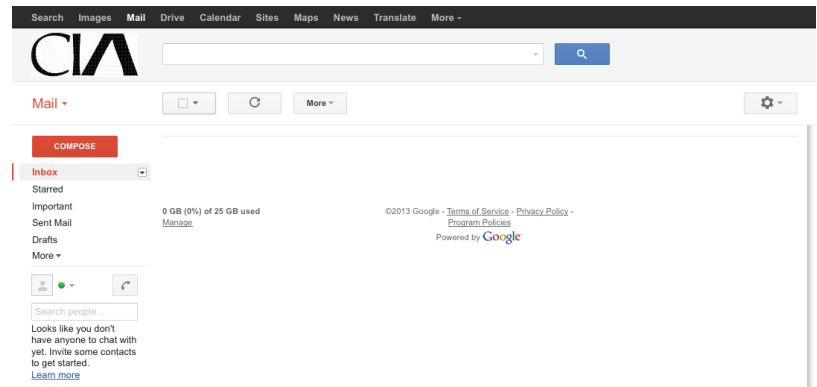 Search Images Mail Drive Calendar Sites Maps News Translate More
CIA
Mail
More
COMPOSE
Inbox
Starred
Important
Sent Mail
Drafts
More
0 GB (0%) of 25 GB used
Manage
©2013 Google - Terms of Service - Privacy Policy -
Program Policies
Powered by Google
Search people...
Looks like you don't
have anyone to chat with
yet. Invite some contacts
to get started.
Learn more